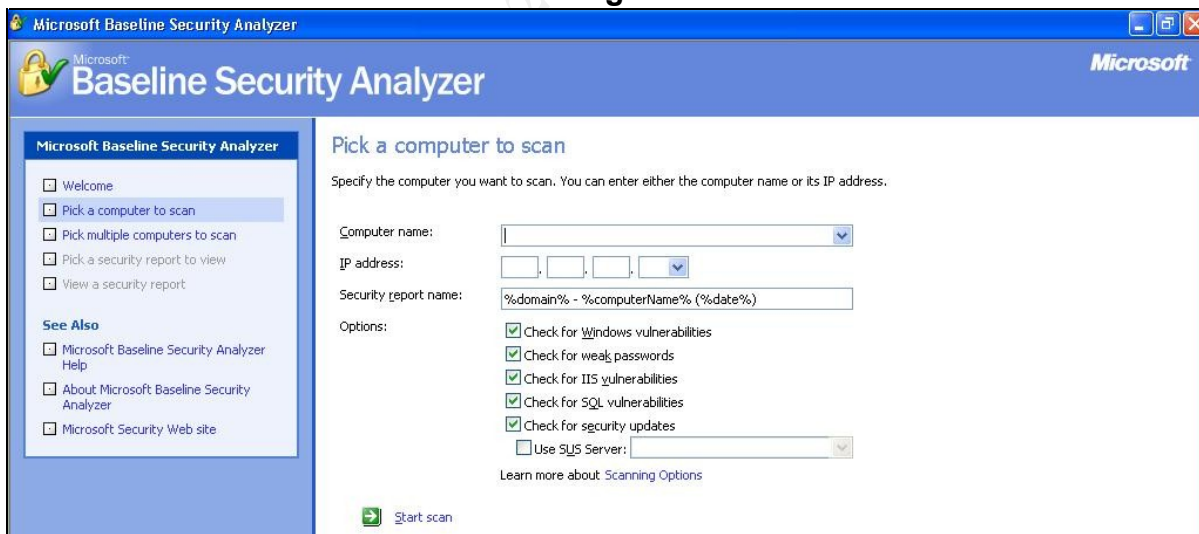 Microsoft Baseline Security Analyzer
Microsoft
Baseline Security Analyzer
Microsoft
Microsoft Baseline Security Analyzer
Welcome
Pick a computer to scan
Pick multiple computers to scan
Pick a security report to view
View a security report
See Also
Microsoft Baseline Security Analyzer
Help
About Microsoft Baseline Security
Analyzer
Microsoft Security Web site
Pick a computer to scan
Specify the computer you want to scan. You can enter either the computer name or its IP address.
Computer name:
IP address:
Security report name: %domain% - %computerName% (%date%)
Options:
Check for Windows vulnerabilities
Check for weak passwords
Check for IIS vulnerabilities
Check for SQL vulnerabilities
Check for security updates
Use SUS Server:
Learn more about Scanning Options
Start scan